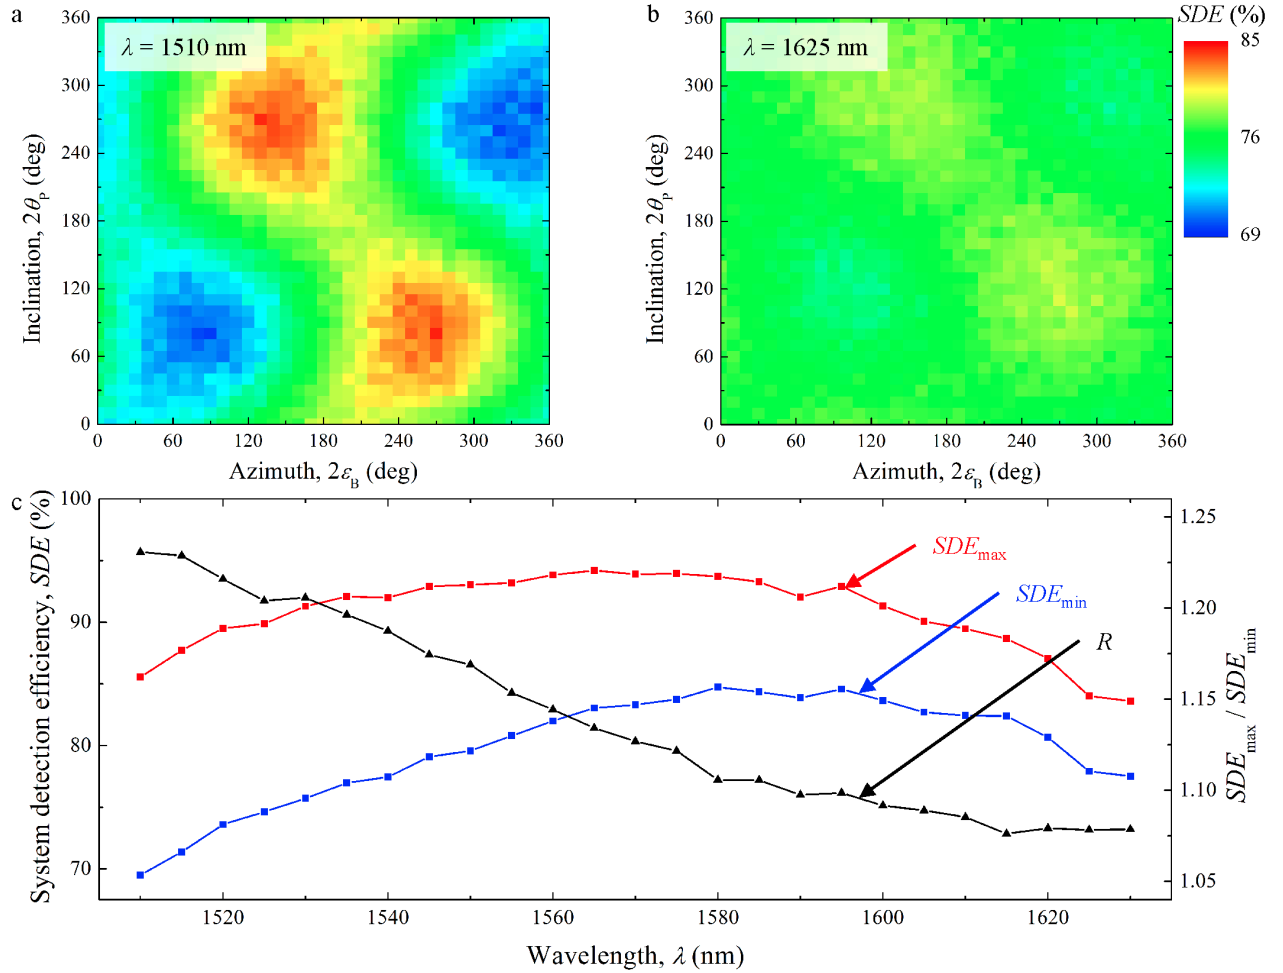 a
λ = 1510 nm
360
300
240
180
120
60
0
Inclination, 2θP (deg)
0 60 120 180 240 300 360
Azimuth, 2εB (deg)
b
λ = 1625 nm
360
300
240
180
120
60
0
Inclination, 2θP (deg)
0 60 120 180 240 300 360
Azimuth, 2εB (deg)
SDE (%)
85
76
69
c
100
90
80
70
System detection efficiency, SDE (%)
SDEmax
SDEmin
R
1.25
1.20
1.15
1.10
1.05
SDEmax / SDEmin
1520 1540 1560 1580 1600 1620
Wavelength, λ (nm)